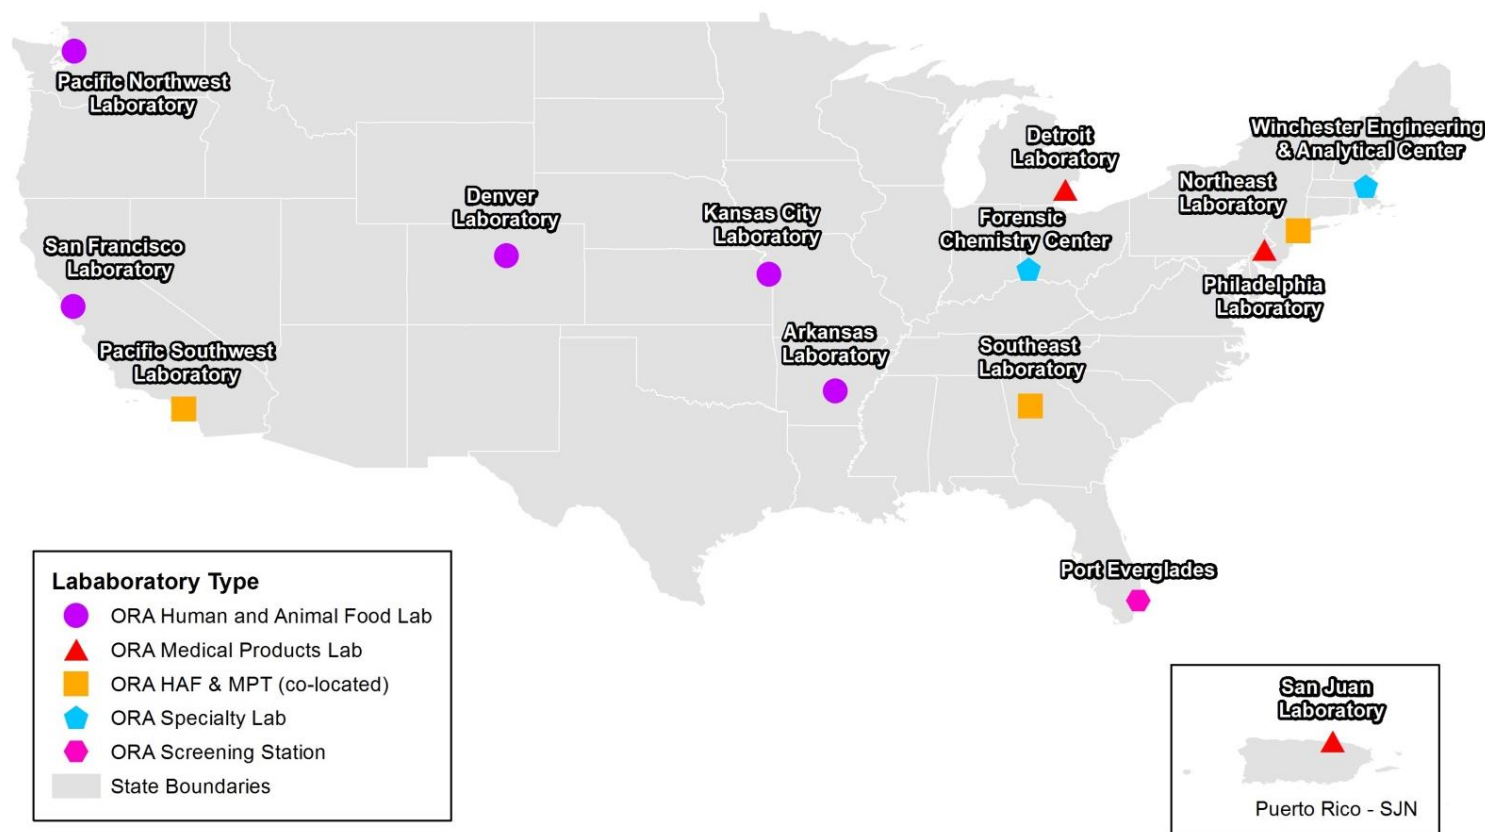 Pacific Northwest
Laboratory
Detroit
Laboratory
Winchester Engineering
& Analytical Center
Northeast
Laboratory
Denver
Laboratory
Kansas City
Laboratory
Forensic
Chemistry Center
San Francisco
Laboratory
Philadelphia
Laboratory
Arkansas
Laboratory
Southeast
Laboratory
Pacific Southwest
Laboratory
Port Everglades
Lababoratory Type
ORA Human and Animal Food Lab
ORA Medical Products Lab
ORA HAF & MPT (co-located)
ORA Specialty Lab
ORA Screening Station
State Boundaries
San Juan
Laboratory
Puerto Rico - SJN